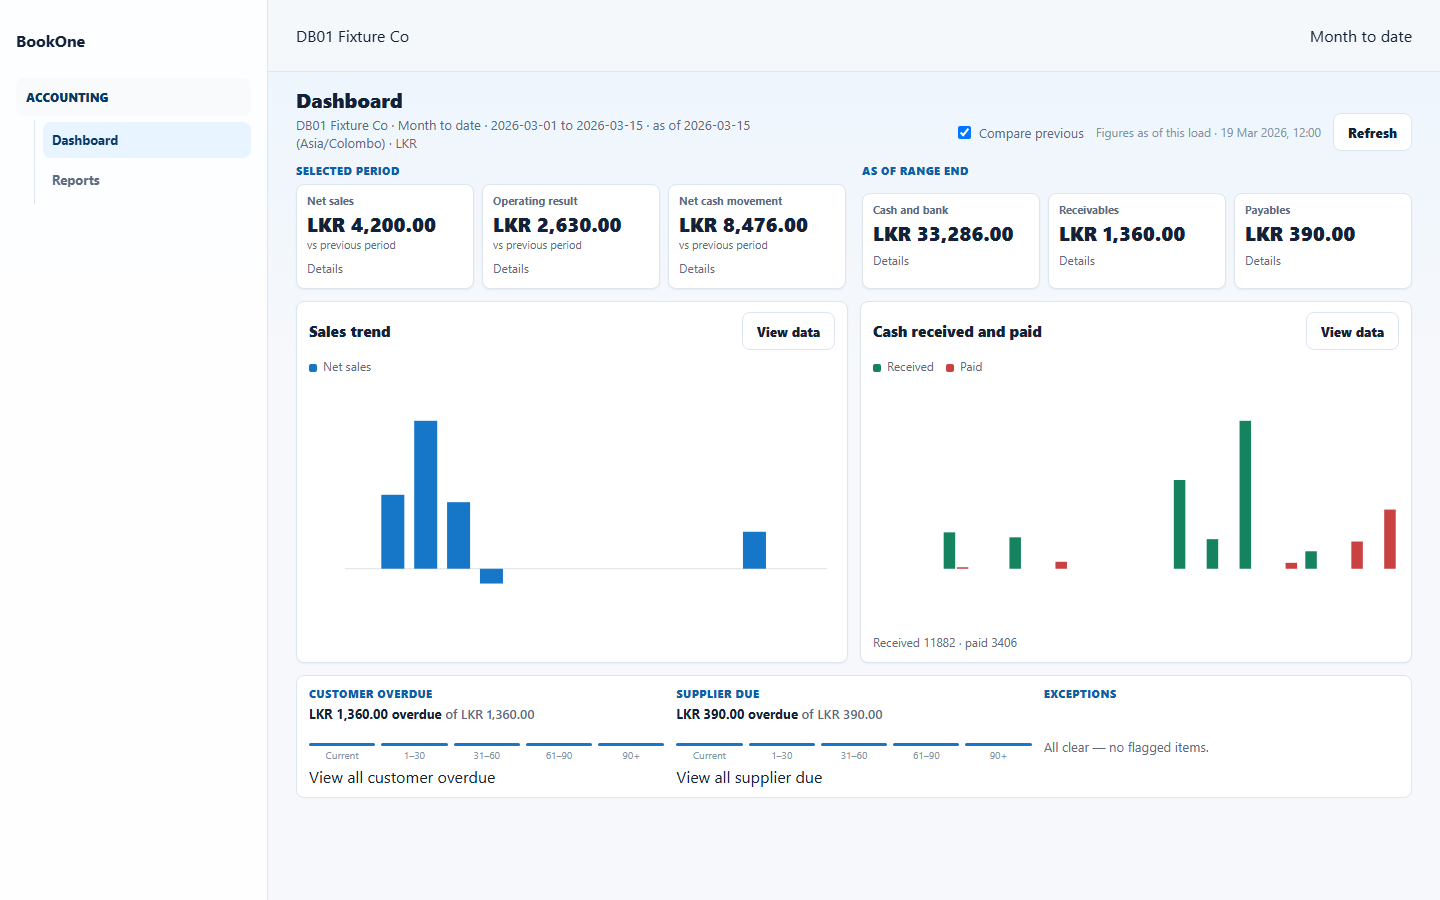 BookOne
ACCOUNTING
Dashboard
Reports
DB01 Fixture Co
Month to date
Dashboard
DB01 Fixture Co · Month to date · 2026-03-01 to 2026-03-15 · as of 2026-03-15
(Asia/Colombo) · LKR
Compare previous
Figures as of this load · 19 Mar 2026, 12:00
Refresh
SELECTED PERIOD
Net sales
LKR 4,200.00
vs previous period
Details
Operating result
LKR 2,630.00
vs previous period
Details
Net cash movement
LKR 8,476.00
vs previous period
Details
AS OF RANGE END
Cash and bank
LKR 33,286.00
Details
Receivables
LKR 1,360.00
Details
Payables
LKR 390.00
Details
Sales trend
View data
Net sales
Cash received and paid
View data
Received
Paid
Received 11882 · paid 3406
CUSTOMER OVERDUE
LKR 1,360.00 overdue of LKR 1,360.00
Current
1–30
31–60
61–90
90+
View all customer overdue
SUPPLIER DUE
LKR 390.00 overdue of LKR 390.00
Current
1–30
31–60
61–90
90+
View all supplier due
EXCEPTIONS
All clear — no flagged items.